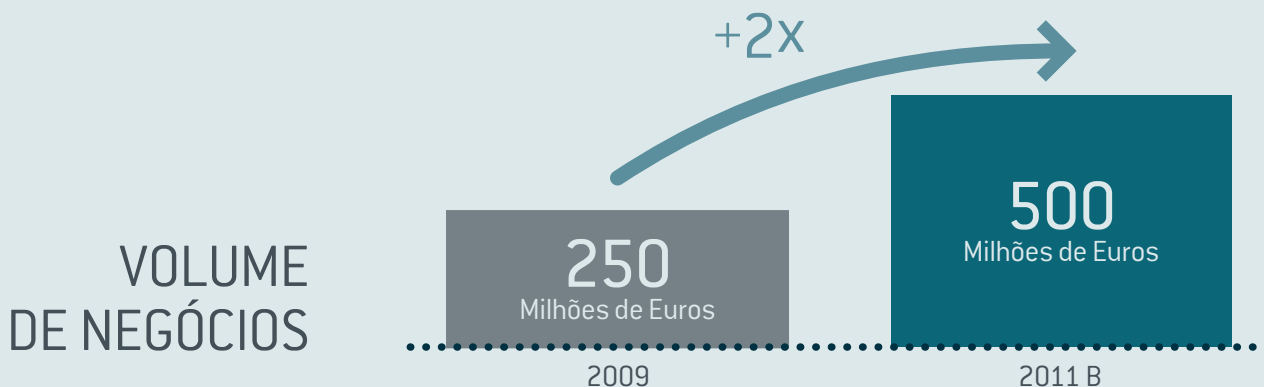 +2x
500
Milhões de Euros
250
Milhões de Euros
VOLUME
DE NEGÓCIOS
2009
2011 B